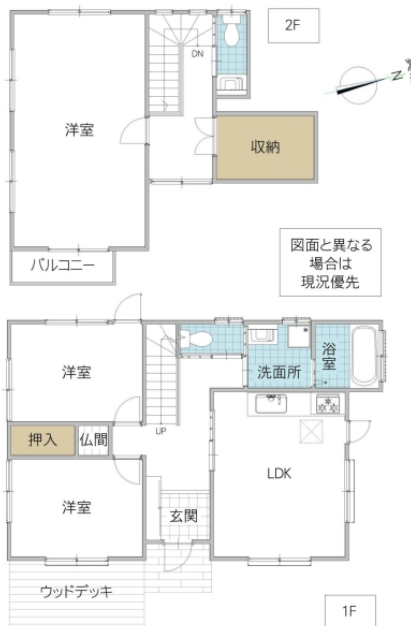 2F
DN
N
洋室
収納
バルコニー
図面と異なる
場合は
現況優先
洋室
洗面所
浴室
押入
仏間
UP
LDK
洋室
玄関
ウッドデッキ
1F